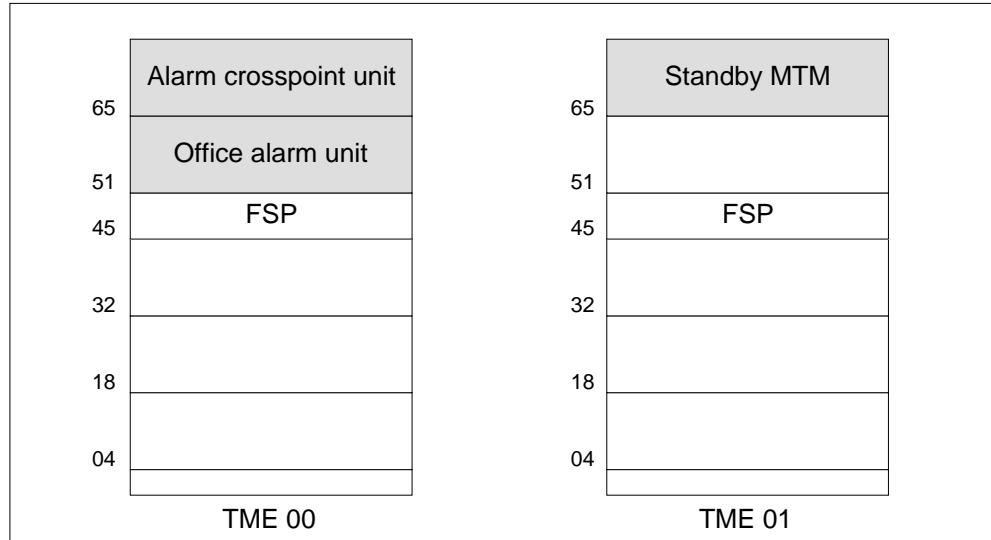 Alarm crosspoint unit
65
Office alarm unit
51
FSP
45
32
18
04
TME 00
Standby MTM
65
51
FSP
45
32
18
04
TME 01